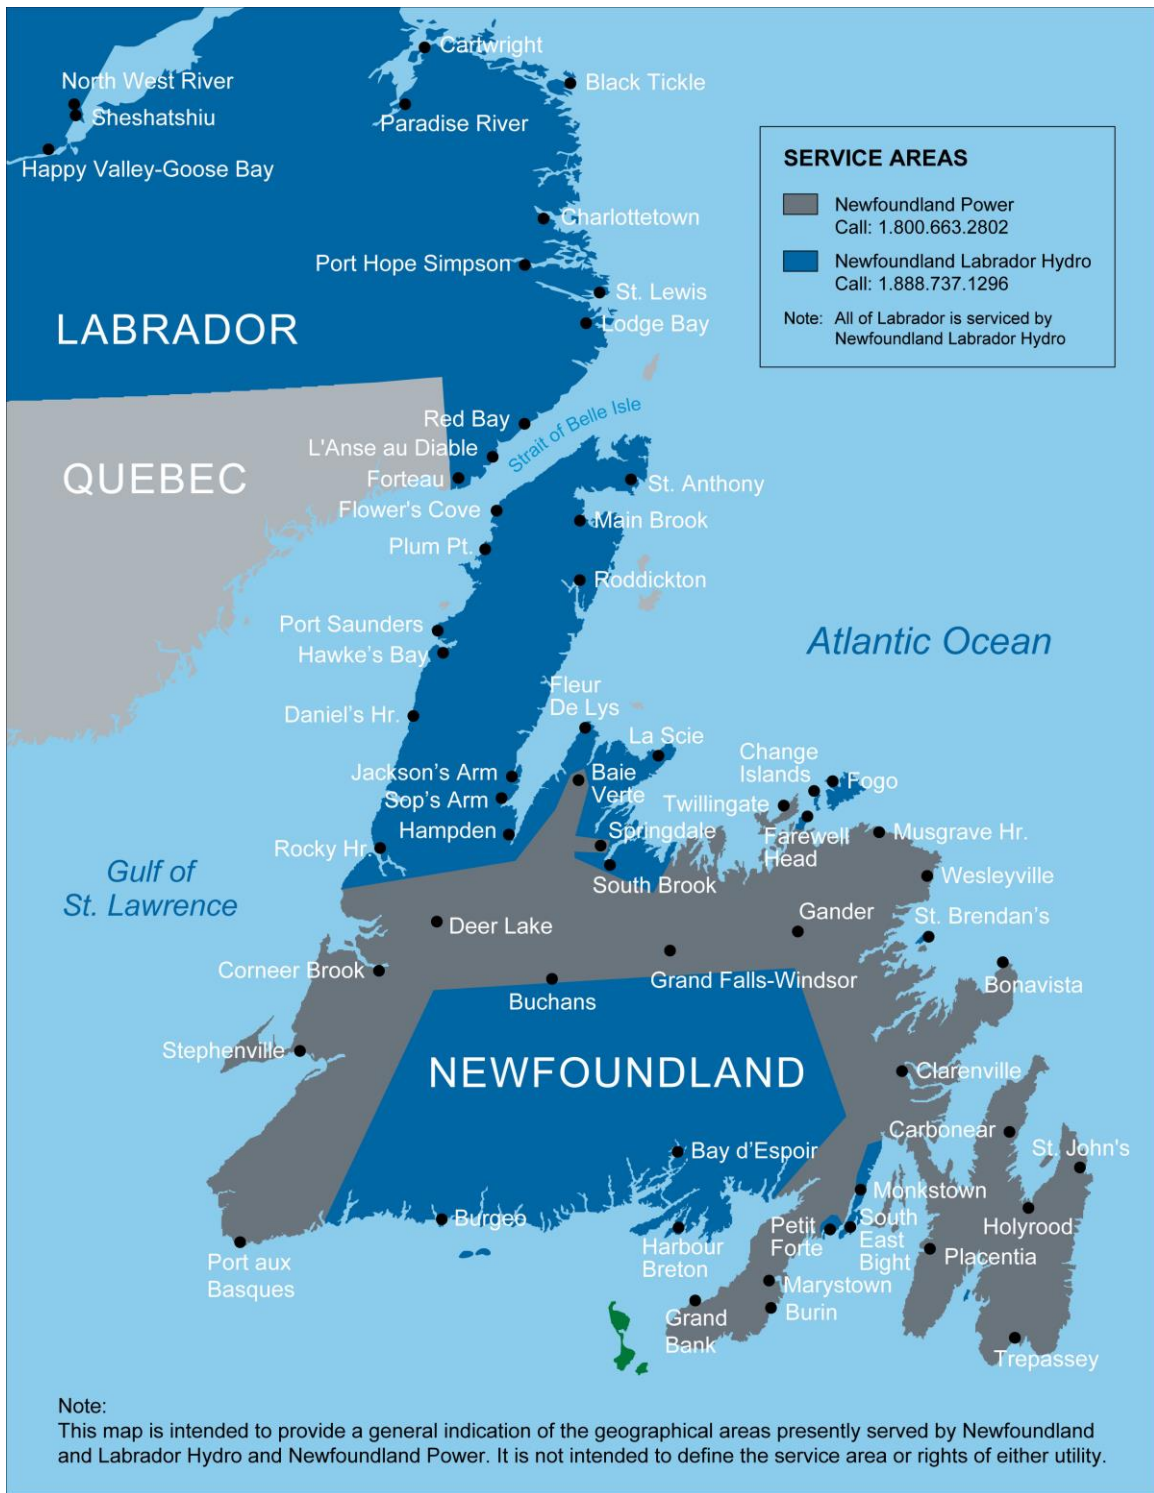 Cartwright
North West River
Black Tickle
Sheshatshiu
Paradise River
Happy Valley-Goose Bay
SERVICE AREAS
Newfoundland Power
Call: 1.800.663.2802
Newfoundland Labrador Hydro
Call: 1.888.737.1296
Note: All of Labrador is serviced by
Newfoundland Labrador Hydro
Charlottetown
Port Hope Simpson
St. Lewis
Lodge Bay
LABRADOR
Red Bay
Strait of Belle Isle
L'Anse au Diable
QUEBEC
Forteau
St. Anthony
Flower's Cove
Main Brook
Plum Pt.
Roddickton
Port Saunders
Hawke’s Bay
Atlantic Ocean
Fleur
De Lys
Daniel’s Hr.
La Scie
Change
Islands
Jackson’s Arm
Baie
Verte
Fogo
Sop's Arm
Twillingate
Hampden
Springdale
Farewell
Head
Musgrave Hr.
Rocky Hr.
Gulf of
St. Lawrence
South Brook
Wesleyville
Deer Lake
Gander
St. Brendan’s
Corneer Brook
Grand Falls-Windsor
Bonavista
Buchans
Stephenville
NEWFOUNDLAND
Clarenville
Carbonear
St. John's
Bay d’Espoir
Monkstown
Burgeo
Harbour
Breton
Petit
Forte
South
East
Bight
Holyrood
Placentia
Port aux
Basques
Marystown
Grand
Bank
Burin
Trepassey
Note:
This map is intended to provide a general indication of the geographical areas presently served by Newfoundland
and Labrador Hydro and Newfoundland Power. It is not intended to define the service area or rights of either utility.